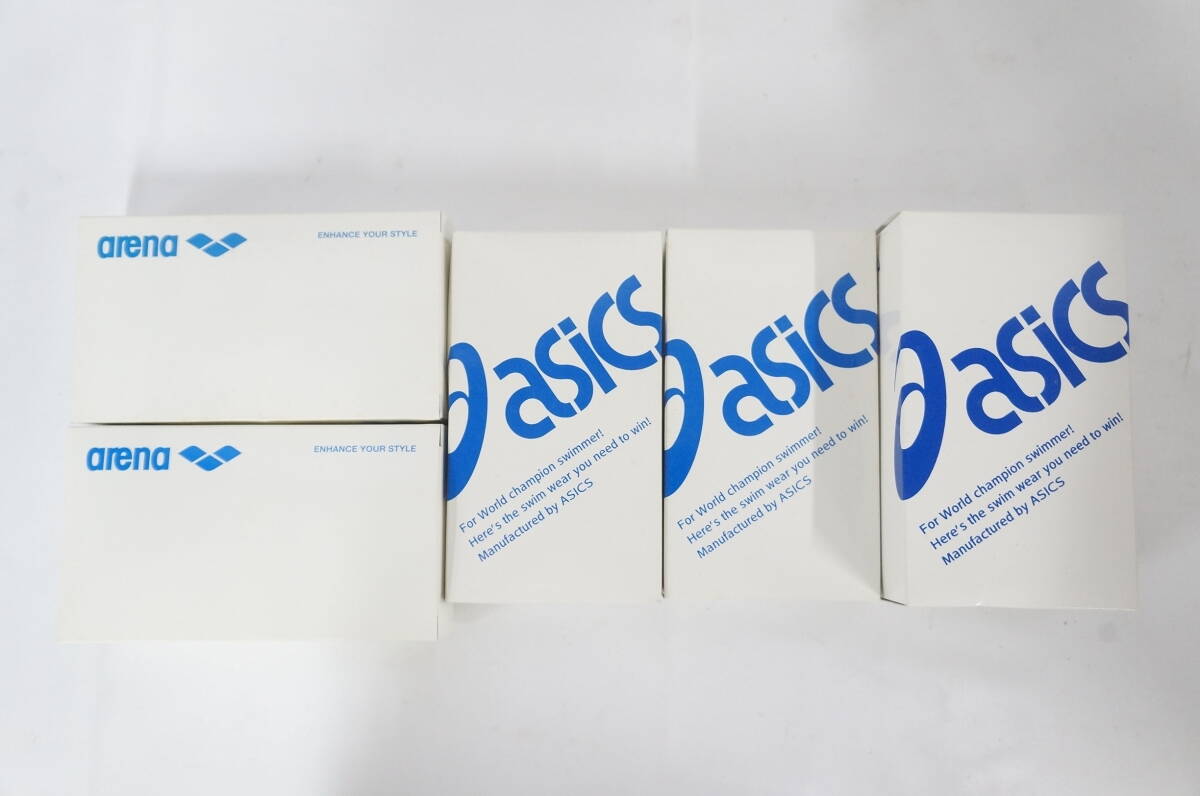 arena
ENHANCE YOUR STYLE
arena
ENHANCE YOUR STYLE
asics
For World champion swimmer!
Here's the swim wear you need to win!
Manufactured by ASICS
asics
For World champion swimmer!
Here's the swim wear you need to win!
Manufactured by ASICS
asics
For World champion swimmer!
Here's the swim wear you need to win!
Manufactured by ASICS